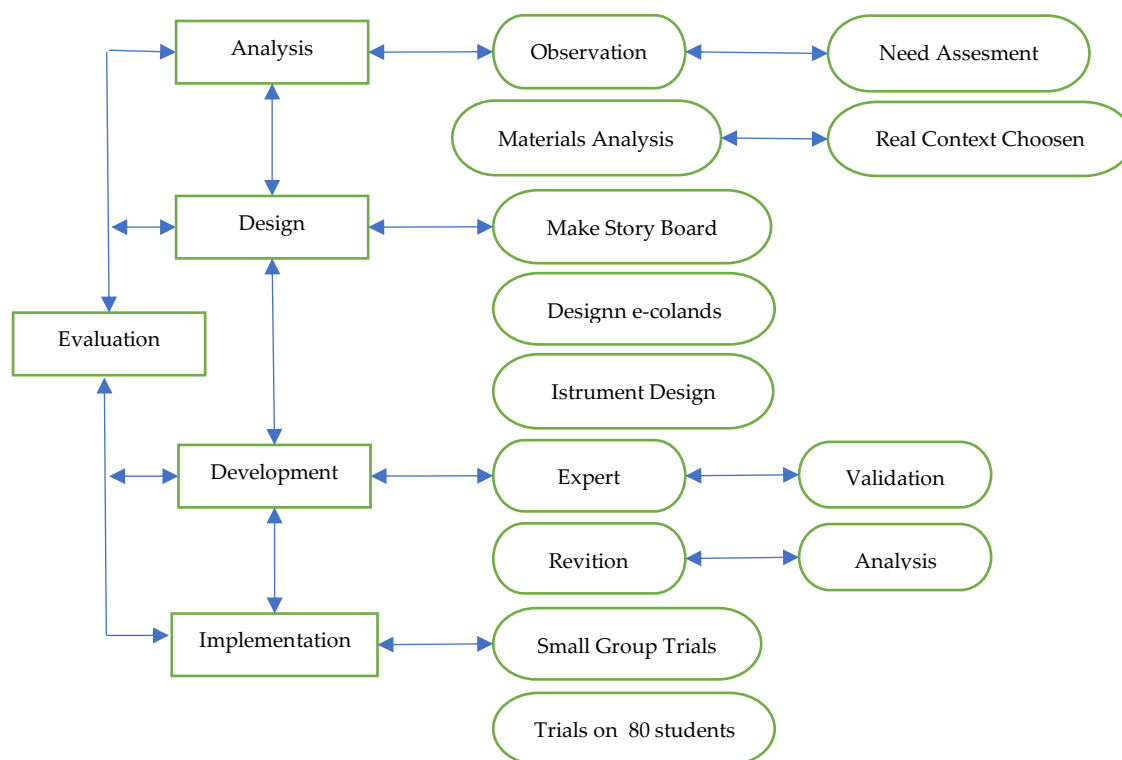 Analysis
Observation
Need Assesment
Materials Analysis
Real Context Choosen
Design
Make Story Board
Designn e-colands
Evaluation
Istrument Design
Development
Expert
Validation
Revition
Analysis
Implementation
Small Group Trials
Trials on 80 students